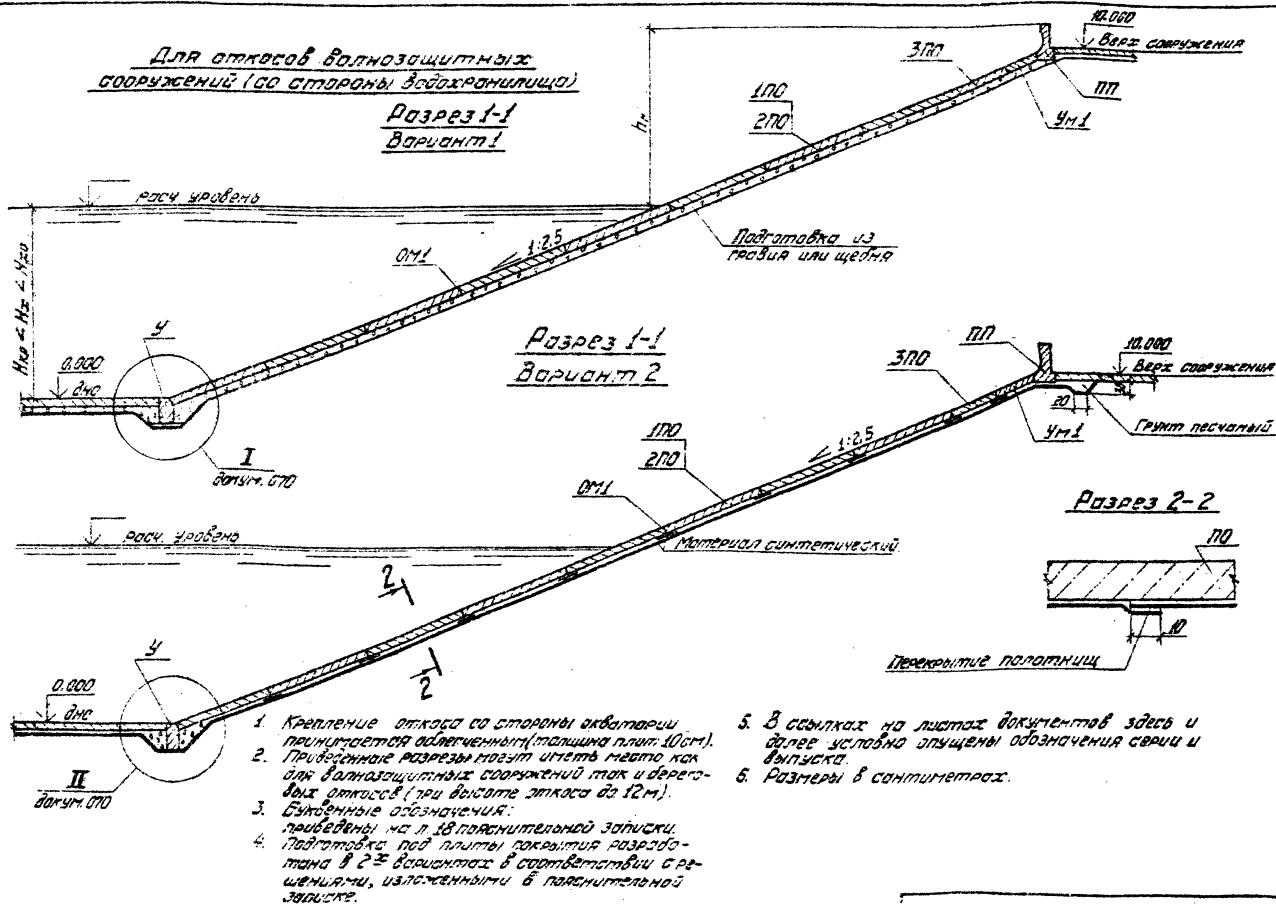 Для откосов волнозащитных
сооружений (со стороны водохранилища)
Разрез 1-1
Вариант 1
10.000
Верх сооружения
3ПО
ПП
Ум1
1ПО
2ПО
hг
расч. уровень
1:2,5
ОМ1
Подготовка из
гравия или щебня
У
0.000
дно
I
докум. 070
Разрез 1-1
Вариант 2
ПП
3ПО
10.000
Верх сооружения
20
Грунт песчаный
Ум1
1ПО
2ПО
1:2,5
ОМ1
расч. уровень
Материал синтетический
2
2
У
0.000
дно
II
докум. 070
Разрез 2-2
ПО
10
Перекрытие полотнищ
1. Крепление откоса со стороны акватории
принимается облегченным (толщина плит 10см).
2. Приведенные разрезы могут иметь место как
для волнозащитных сооружений так и берего-
вых откосов (при высоте откоса до 12м).
3. Буквенные обозначения:
приведены на л. 18 пояснительной записки.
4. Подготовка под плиты покрытия разрабо-
тана в 2х вариантах в соответствии с ре-
шениями, изложенными в пояснительной
записке.
5. В ссылках на листах документов здесь и
далее условно опущены обозначения серии и
выпуска.
6. Размеры в сантиметрах.